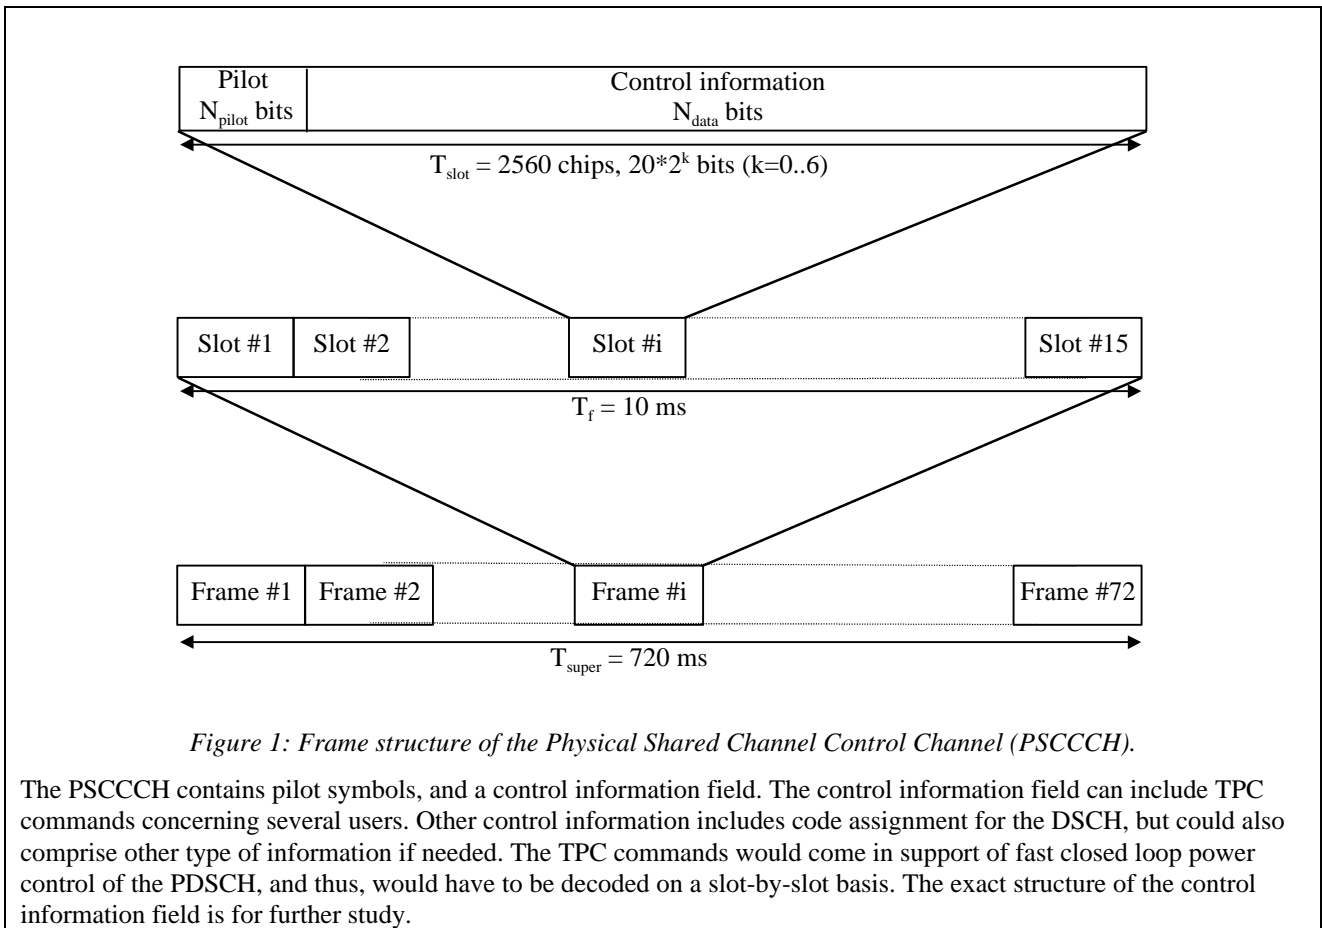 Pilot
N_pilot bits
Control information
N_data bits
T_slot = 2560 chips, 20*2^k bits (k=0..6)
Slot #1 Slot #2 Slot #i Slot #15
T_f = 10 ms
Frame #1 Frame #2 Frame #i Frame #72
T_super = 720 ms
Figure 1: Frame structure of the Physical Shared Channel Control Channel (PSCCCH).
The PSCCCH contains pilot symbols, and a control information field. The control information field can include TPC
commands concerning several users. Other control information includes code assignment for the DSCH, but could also
comprise other type of information if needed. The TPC commands would come in support of fast closed loop power
control of the PDSCH, and thus, would have to be decoded on a slot-by-slot basis. The exact structure of the control
information field is for further study.